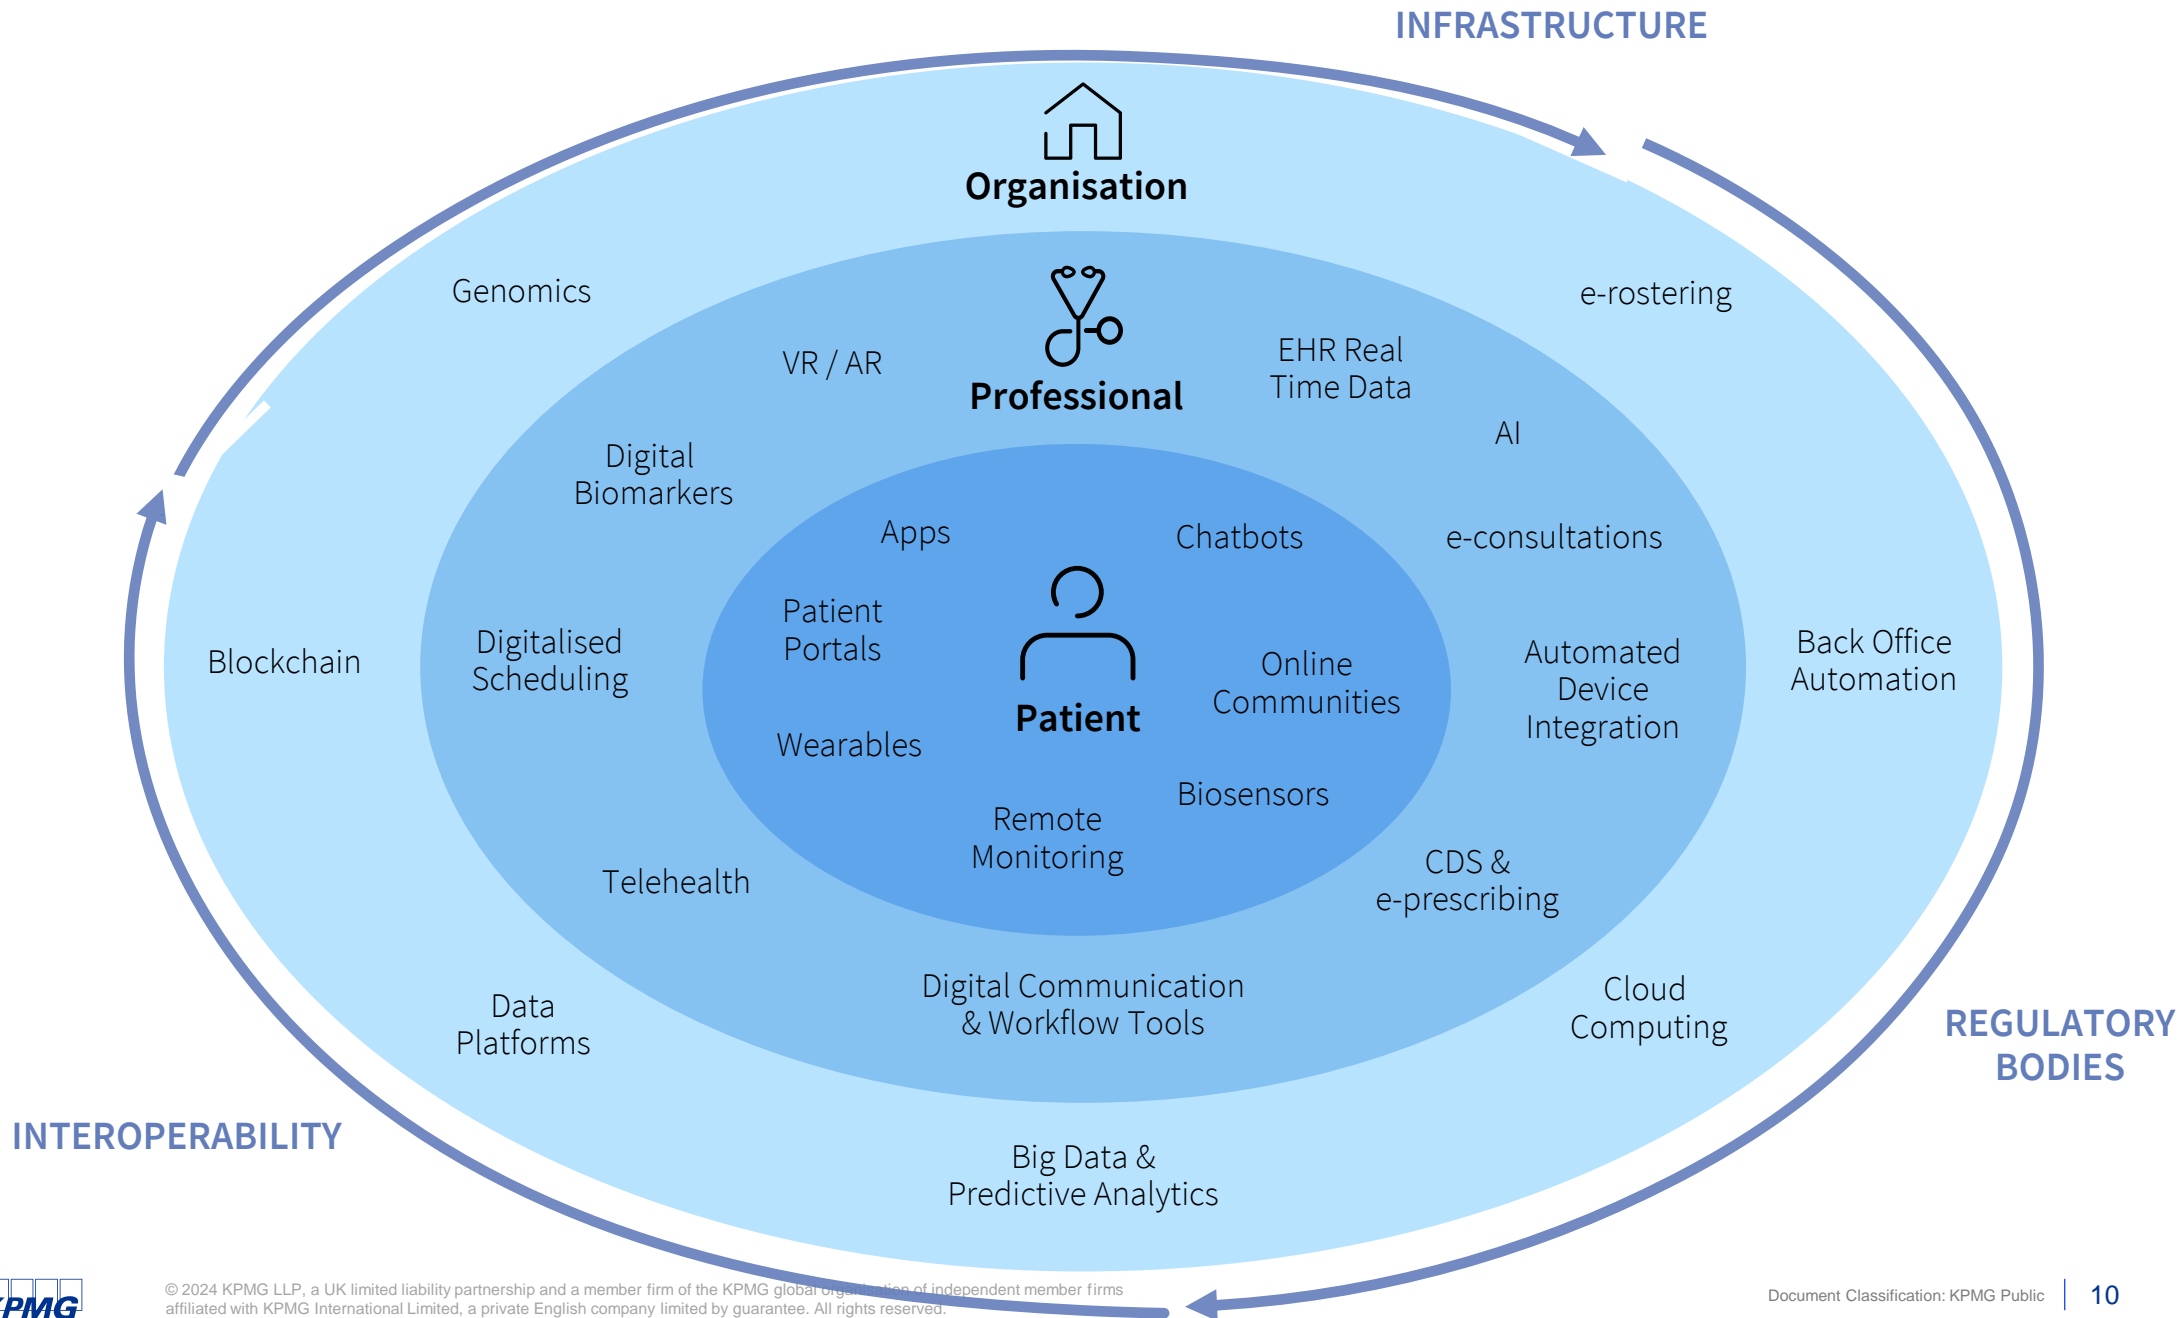 INFRASTRUCTURE
Organisation
Genomics
e-rostering
VR / AR
Professional
EHR Real
Time Data
AI
Digital
Biomarkers
Apps
Chatbots
e-consultations
Patient
Portals
Blockchain
Digitalised
Scheduling
Patient
Online
Communities
Automated
Device
Integration
Back Office
Automation
Wearables
Biosensors
Remote
Monitoring
Telehealth
CDS &
e-prescribing
Data
Platforms
Digital Communication
& Workflow Tools
Cloud
Computing
REGULATORY
BODIES
INTEROPERABILITY
Big Data &
Predictive Analytics
KPMG
© 2024 KPMG LLP, a UK limited liability partnership and a member firm of the KPMG global organisation of independent member firms
affiliated with KPMG International Limited, a private English company limited by guarantee. All rights reserved.
Document Classification: KPMG Public
10